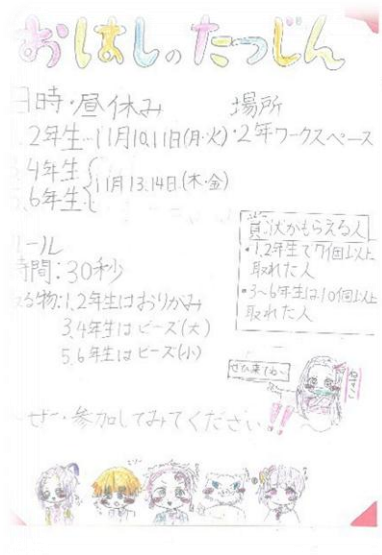 おはしのたつじん
日時・昼休み　場所
.2年生…11月10,11日(月・火)・2年ワークスペース
4年生
.6年生 { 11月13.14日.(木・金)
ール
時間:30秒
る物:1,2年生はおりがみ
3,4年生はビーズ(大)
5,6年生はビーズ(小)
賞状がもらえる人
・1,2年生で7個以上
取れた人
・3〜6年生は10個以上
取れた人
ぜひ来てね〜
ぜー参加してみてください!!